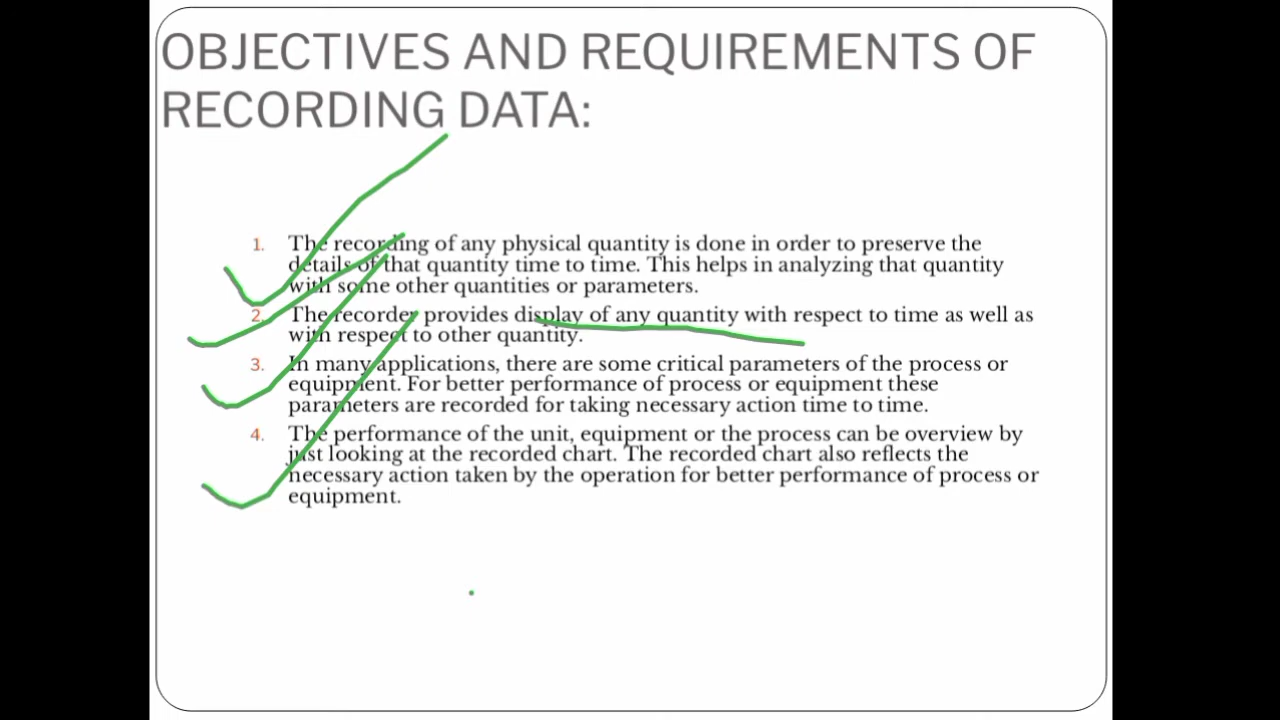 OBJECTIVES AND REQUIREMENTS OF
RECORDING DATA:
1. The recording of any physical quantity is done in order to preserve the
details of that quantity time to time. This helps in analyzing that quantity
with some other quantities or parameters.
2. The recorder provides display of any quantity with respect to time as well as
with respect to other quantity.
3. In many applications, there are some critical parameters of the process or
equipment. For better performance of process or equipment these
parameters are recorded for taking necessary action time to time.
4. The performance of the unit, equipment or the process can be overview by
just looking at the recorded chart. The recorded chart also reflects the
necessary action taken by the operation for better performance of process or
equipment.